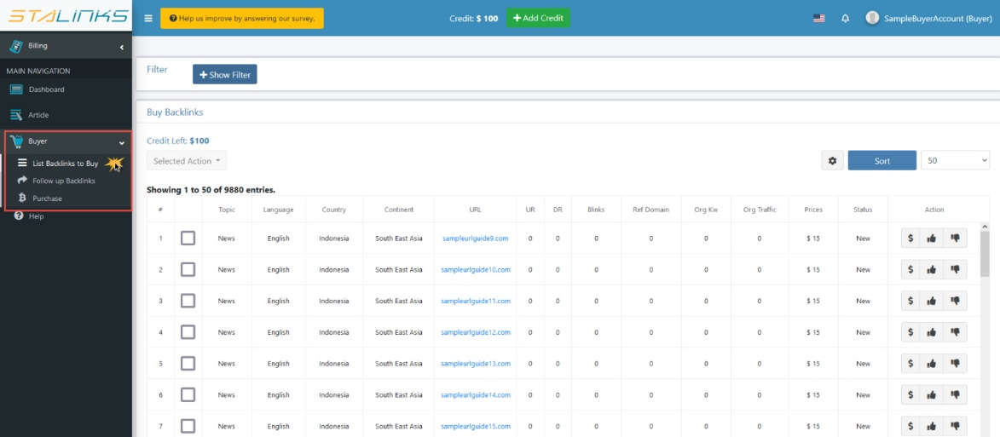 STALINKS
Help us improve by answering our survey.
Credit: $ 100
Add Credit
SampleBuyerAccount (Buyer)
Billing
MAIN NAVIGATION
Dashboard
Article
Buyer
List Backlinks to Buy
Follow up Backlinks
Purchase
Help
Filter
Show Filter
Buy Backlinks
Credit Left: $100
Selected Action
Sort
50
Showing 1 to 50 of 9880 entries.
# Topic Language Country Continent URL UR DR Blinks Ref Domain Org Kw Org Traffic Prices Status Action
1 News English Indonesia South East Asia sampleurlguide9.com 0 0 0 0 0 0 $ 15 New $
2 News English Indonesia South East Asia sampleurlguide10.com 0 0 0 0 0 0 $ 15 New $
3 News English Indonesia South East Asia sampleurlguide11.com 0 0 0 0 0 0 $ 15 New $
4 News English Indonesia South East Asia sampleurlguide12.com 0 0 0 0 0 0 $ 15 New $
5 News English Indonesia South East Asia sampleurlguide13.com 0 0 0 0 0 0 $ 15 New $
6 News English Indonesia South East Asia sampleurlguide14.com 0 0 0 0 0 0 $ 15 New $
7 News English Indonesia South East Asia sampleurlguide15.com 0 0 0 0 0 0 $ 15 New $